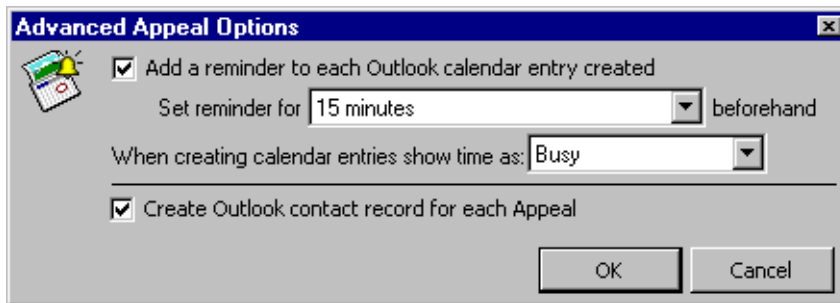 Advanced Appeal Options
Add a reminder to each Outlook calendar entry created
Set reminder for 15 minutes beforehand
When creating calendar entries show time as: Busy
Create Outlook contact record for each Appeal
OK Cancel